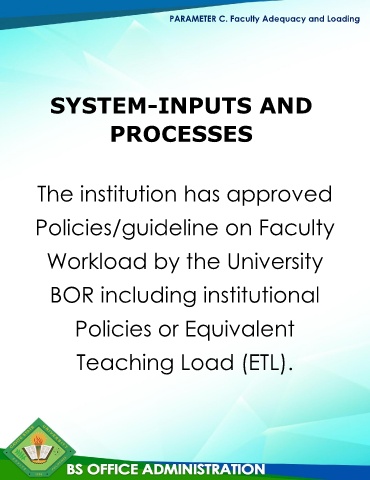 PARAMETER C. Faculty Adequacy and Loading
SYSTEM-INPUTS AND
PROCESSES
The institution has approved
Policies/guideline on Faculty
Workload by the University
BOR including institutional
Policies or Equivalent
Teaching Load (ETL).
BS OFFICE ADMINISTRATION